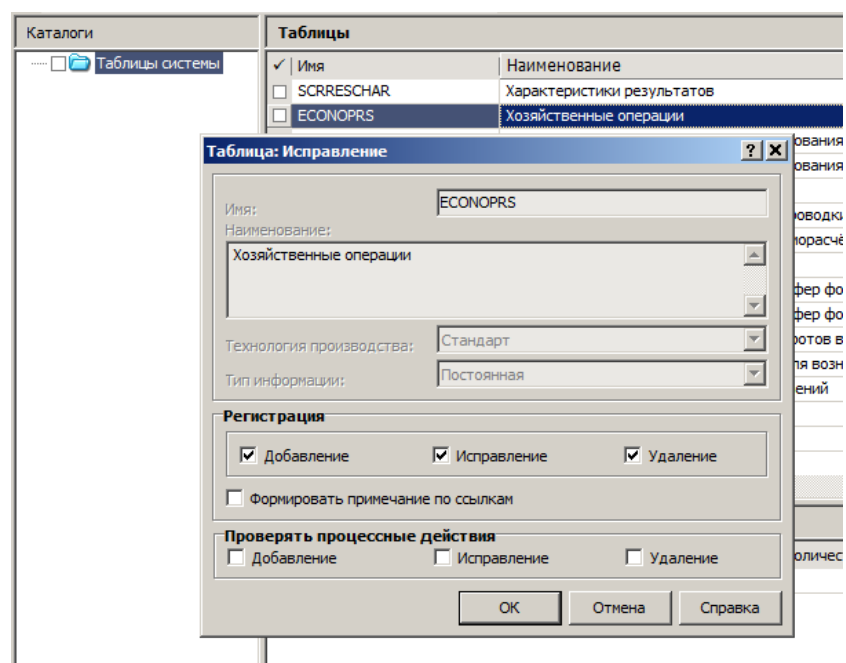 Каталоги
Таблицы
Таблицы системы
Имя Наименование
SCRRESCHAR Характеристики результатов
ECONOPRS Хозяйственные операции
Таблица: Исправление
Имя: ECONOPRS
Наименование:
Хозяйственные операции
Технология производства: Стандарт
Тип информации: Постоянная
Регистрация
Добавление Исправление Удаление
Формировать примечание по ссылкам
Проверять процессные действия
Добавление Исправление Удаление
OK Отмена Справка